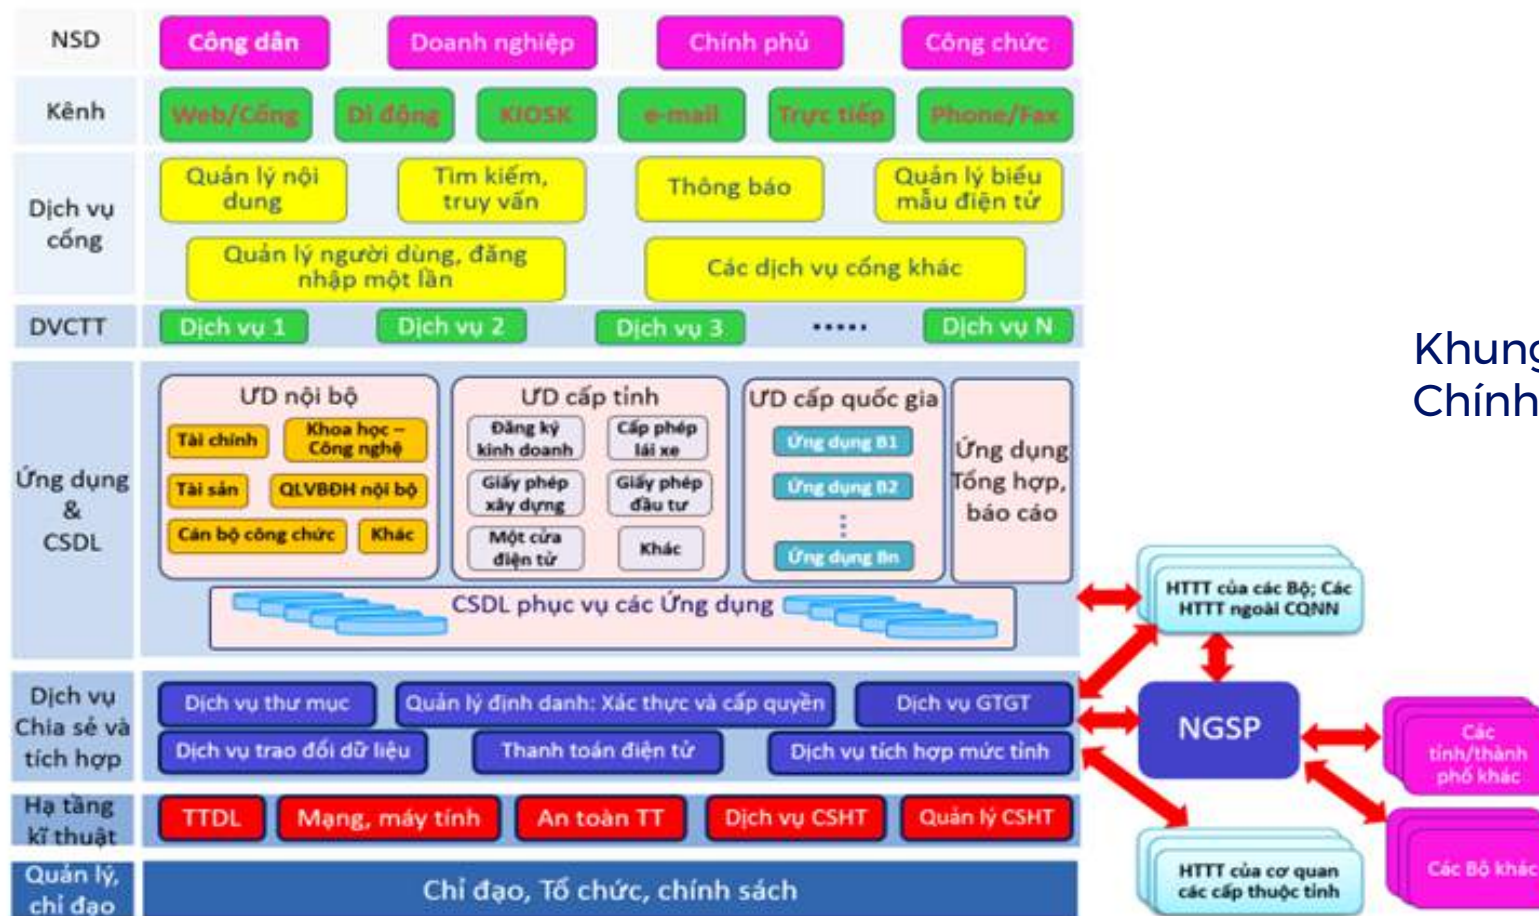 NSD
Công dân
Doanh nghiệp
Chính phủ
Công chức
Kênh
Web/Cổng
Di động
KIOSK
e-mail
Trực tiếp
Phone/Fax
Dịch vụ
cổng
Quản lý nội
dung
Tìm kiếm,
truy vấn
Thông báo
Quản lý biểu
mẫu điện tử
Quản lý người dùng, đăng
nhập một lần
Các dịch vụ cổng khác
DVCTT
Dịch vụ 1
Dịch vụ 2
Dịch vụ 3
.....
Dịch vụ N
Khung
Chính
Ứng dụng
&
CSDL
ƯD nội bộ
Tài chính
Khoa học –
Công nghệ
Tài sản
QLVBĐH nội bộ
Cán bộ công chức
Khác
ƯD cấp tỉnh
Đăng ký
kinh doanh
Cấp phép
lái xe
Giấy phép
xây dựng
Giấy phép
đầu tư
Một cửa
điện tử
Khác
ƯD cấp quốc gia
Ứng dụng B1
Ứng dụng B2
Ứng dụng Bn
Ứng dụng
Tổng hợp,
báo cáo
CSDL phục vụ các Ứng dụng
HTTT của các Bộ; Các
HTTT ngoài CQNN
Dịch vụ
Chia sẻ và
tích hợp
Dịch vụ thư mục
Quản lý định danh: Xác thực và cấp quyền
Dịch vụ GTGT
Dịch vụ trao đổi dữ liệu
Thanh toán điện tử
Dịch vụ tích hợp mức tỉnh
NGSP
Các
tỉnh/thành
phố khác
Hạ tầng
kĩ thuật
TTDL
Mạng, máy tính
An toàn TT
Dịch vụ CSHT
Quản lý CSHT
Quản lý,
chỉ đạo
Chỉ đạo, Tổ chức, chính sách
HTTT của cơ quan
các cấp thuộc tỉnh
Các Bộ khác